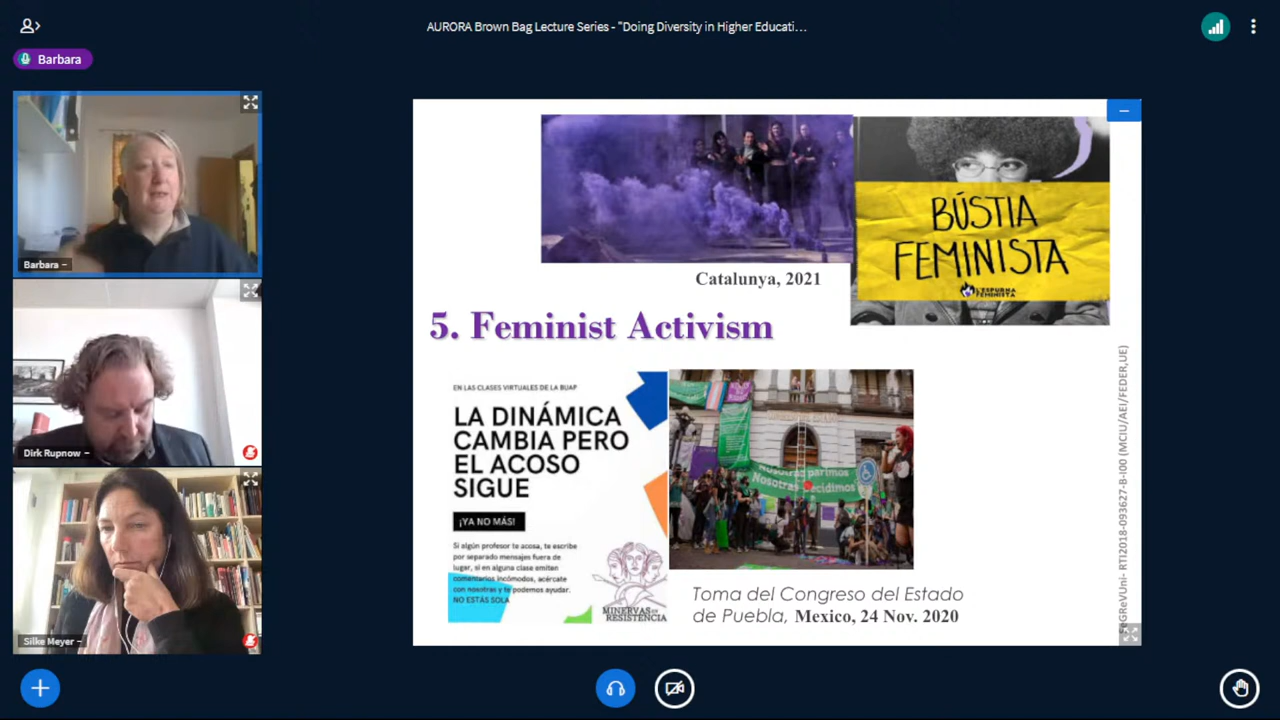 AURORA Brown Bag Lecture Series - "Doing Diversity in Higher Educati...
Barbara
Barbara –
Dirk Rupnow –
Silke Meyer –
BÚSTIA
FEMINISTA
L'ESPURNA
FEMINISTA
Catalunya, 2021
5. Feminist Activism
EN LAS CLASES VIRTUALES DE LA BUAP
LA DINÁMICA
CAMBIA PERO
EL ACOSO
SIGUE
¡YA NO MÁS!
Si algún profesor te acosa, te escribe
por separado mensajes fuera de
lugar, si en alguna clase emiten
comentarios incómodos, acércate
con nosotras y te podemos ayudar.
NO ESTÁS SOLA
MINERVAS EN
RESISTENCIA
Nosotras parimos
Nosotras Decidimos
Toma del Congreso del Estado
de Puebla, Mexico, 24 Nov. 2020
SeGReVUni- RTI2018-093627-B-I00 (MCIU/AEI/FEDER,UE)